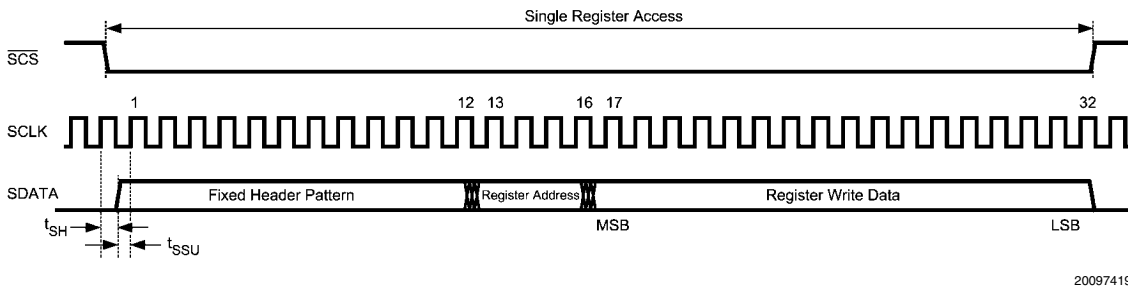 Single Register Access
SCS
1 12 13 16 17 32
SCLK
SDATA Fixed Header Pattern Register Address Register Write Data
tSH MSB LSB
tSSU
20097419